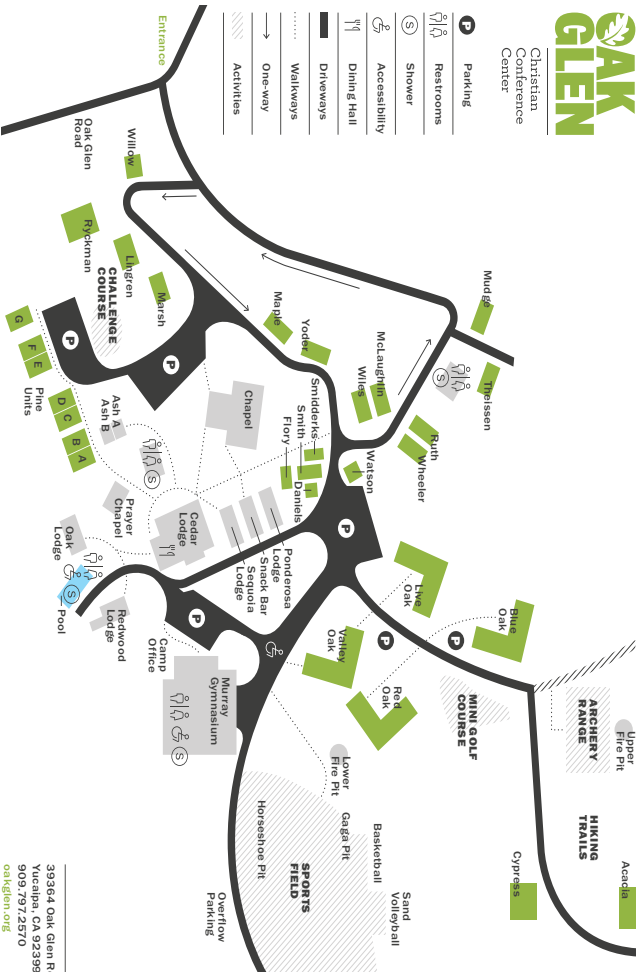 OAK
GLEN
Christian
Conference
Center
P
Parking
Restrooms
S
Shower
Accessibility
Dining Hall
Driveways
Walkways
One-way
Activities
Entrance
Oak Glen
Road
Willow
Ryckman
Lingren
Marsh
CHALLENGE
COURSE
P
P
G
F
E
D
C
B
A
Pine
Units
Ash A
Ash B
S
Maple
Yoder
McLaughlin
Wiles
Mudge
Theissen
S
Ruth
Wheeler
Watson
Chapel
Smidderks
Smith
Flory
Daniels
P
Ponderosa
Lodge
Snack Bar
Sequoia
Lodge
Cedar
Lodge
Prayer
Chapel
Oak
Lodge
S
Pool
Redwood
Lodge
P
Camp
Office
Murray
Gymnasium
S
Live
Oak
Blue
Oak
P
P
Valley
Oak
Red
Oak
MINI GOLF
COURSE
ARCHERY
RANGE
Upper
Fire Pit
HIKING
TRAILS
Acacia
Cypress
Lower
Fire Pit
Gaga Pit
Basketball
Sand
Volleyball
Horseshoe Pit
SPORTS
FIELD
Overflow
Parking
39364 Oak Glen R
Yucaipa, CA 92399
909.797.2570
oakglen.org